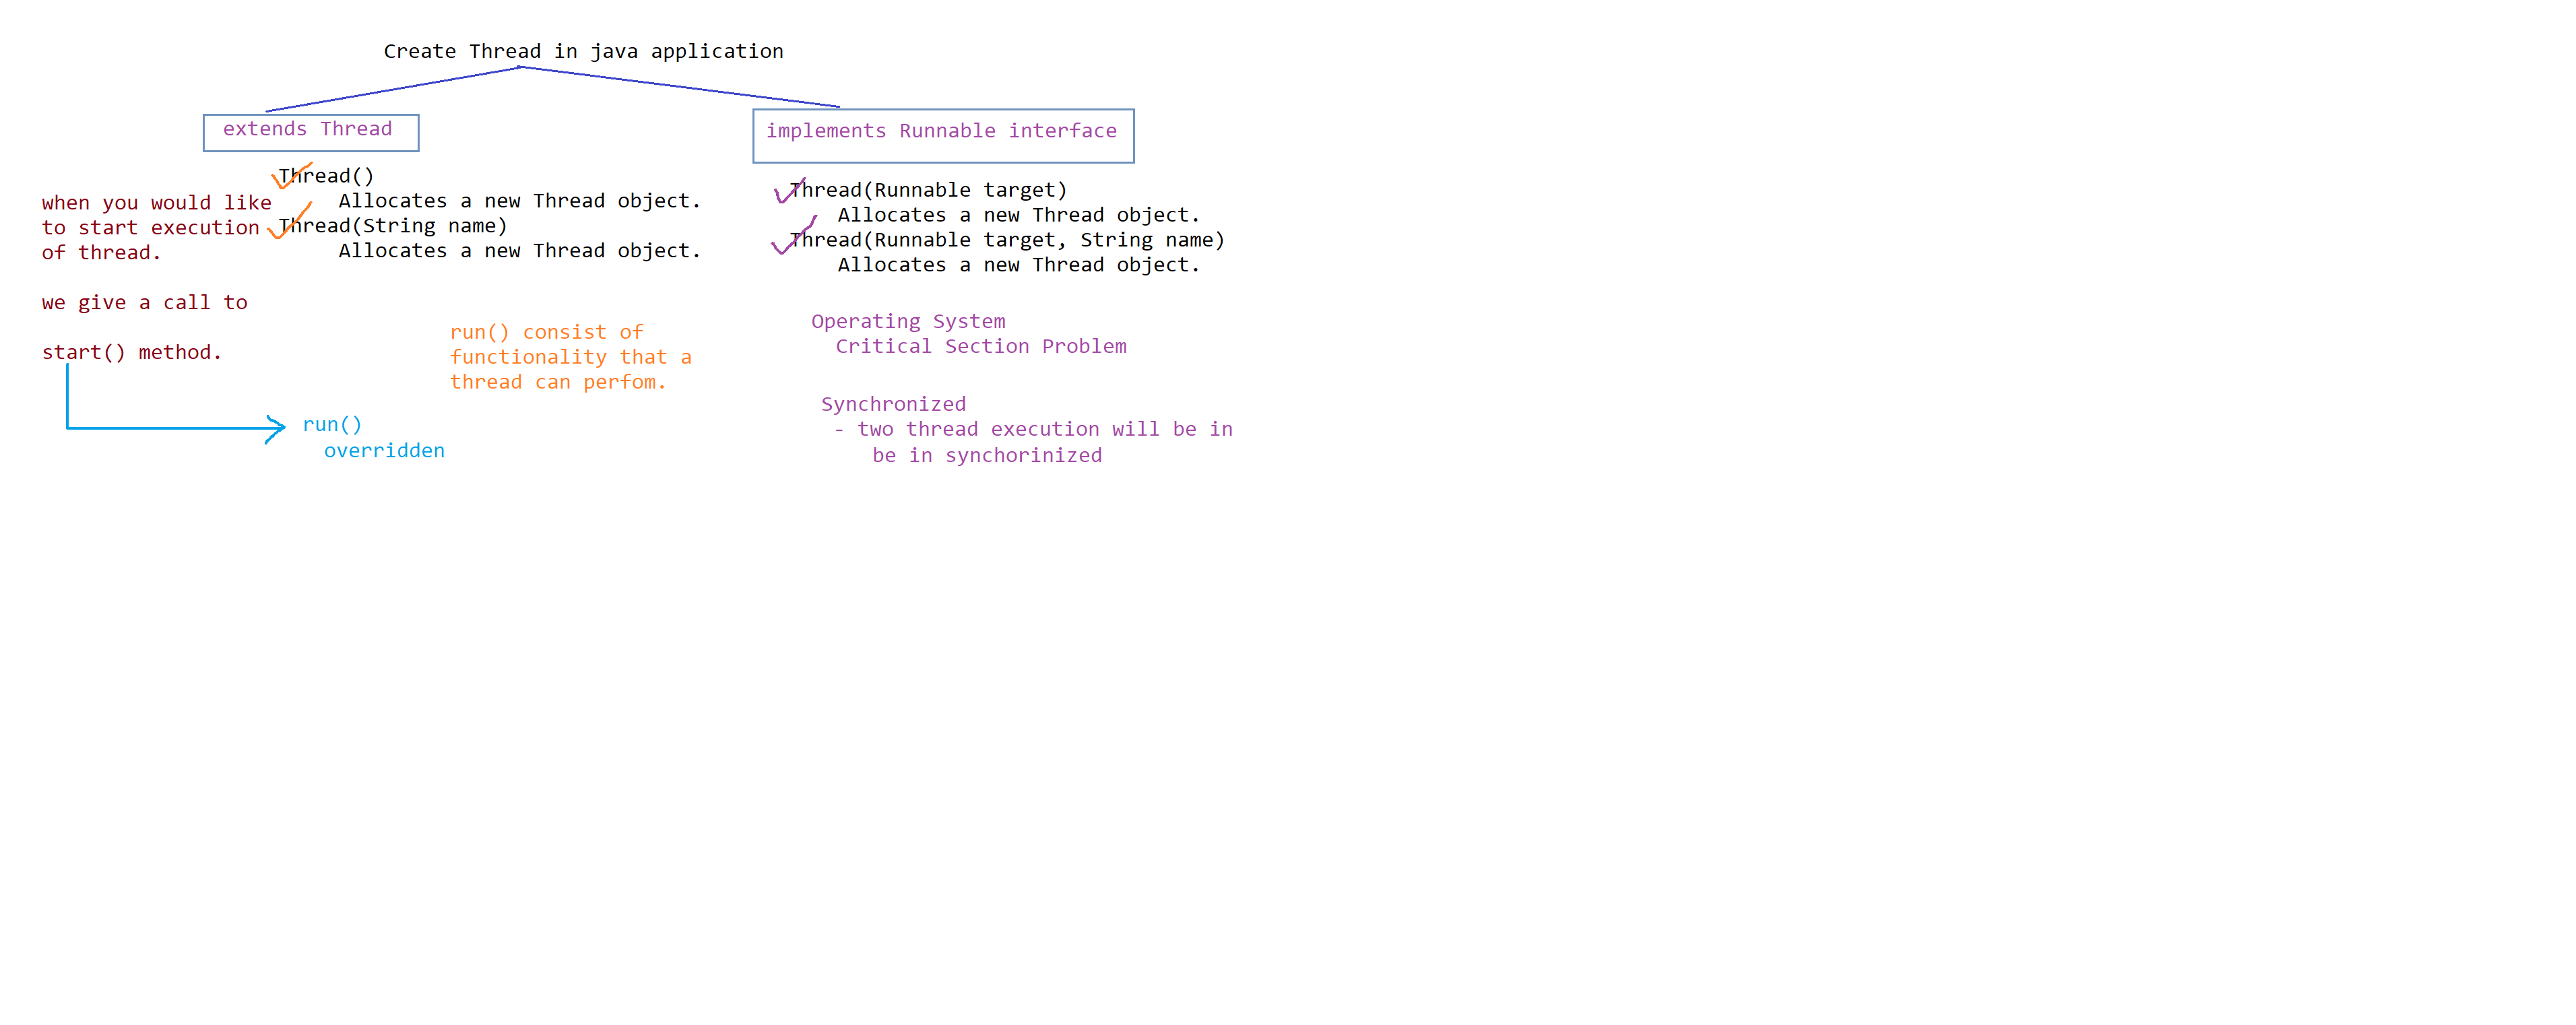 Create Thread in java application
extends Thread
Thread()
Allocates a new Thread object.
Thread(String name)
Allocates a new Thread object.
when you would like
to start execution
of thread.
we give a call to
start() method.
run() consist of
functionality that a
thread can perfom.
run()
overridden
implements Runnable interface
Thread(Runnable target)
Allocates a new Thread object.
Thread(Runnable target, String name)
Allocates a new Thread object.
Operating System
Critical Section Problem
Synchronized
- two thread execution will be in
be in synchorinized